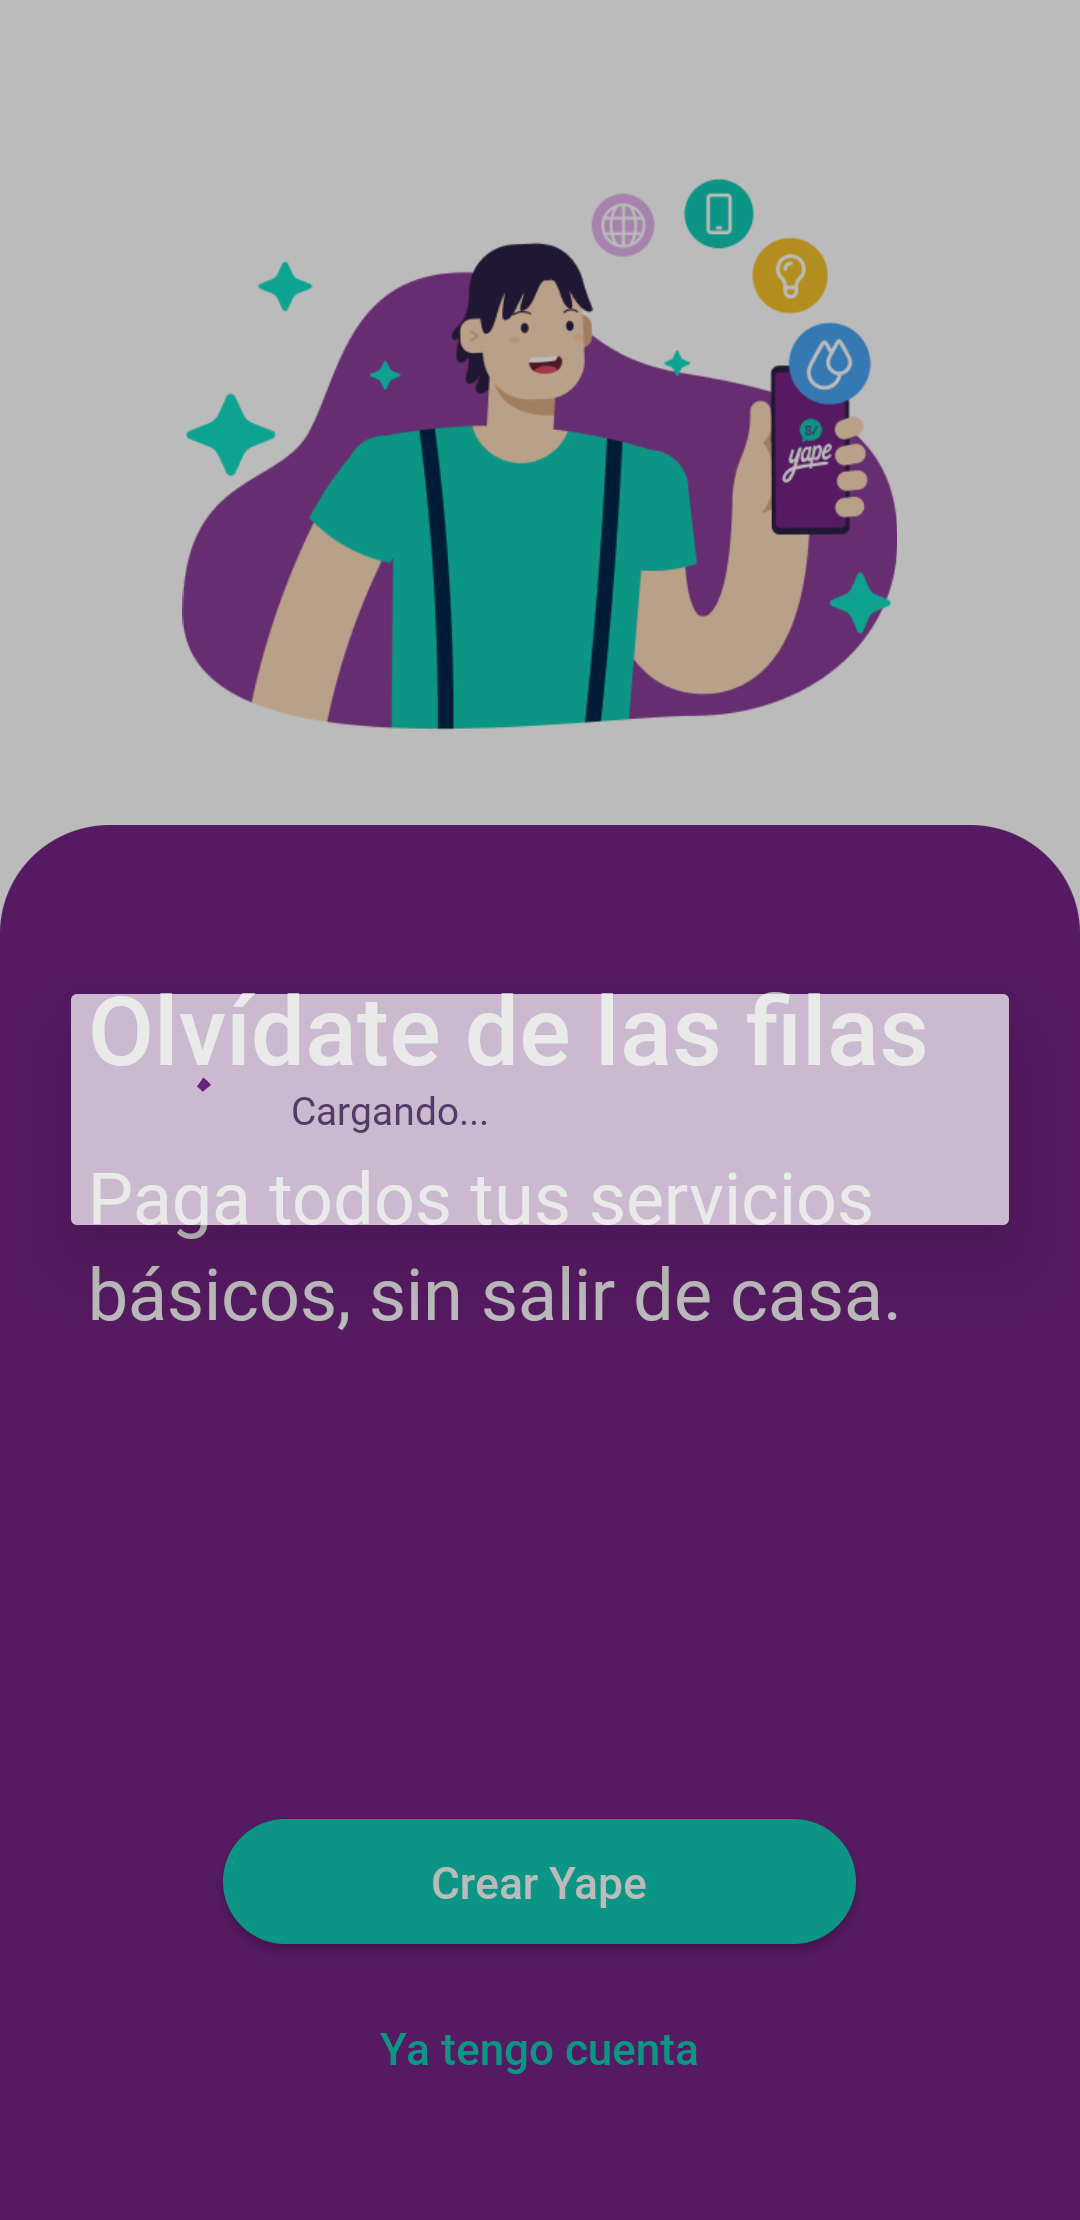 S/
yape
Olvídate de las filas
Cargando...
Paga todos tus servicios
básicos, sin salir de casa.
Crear Yape
Ya tengo cuenta